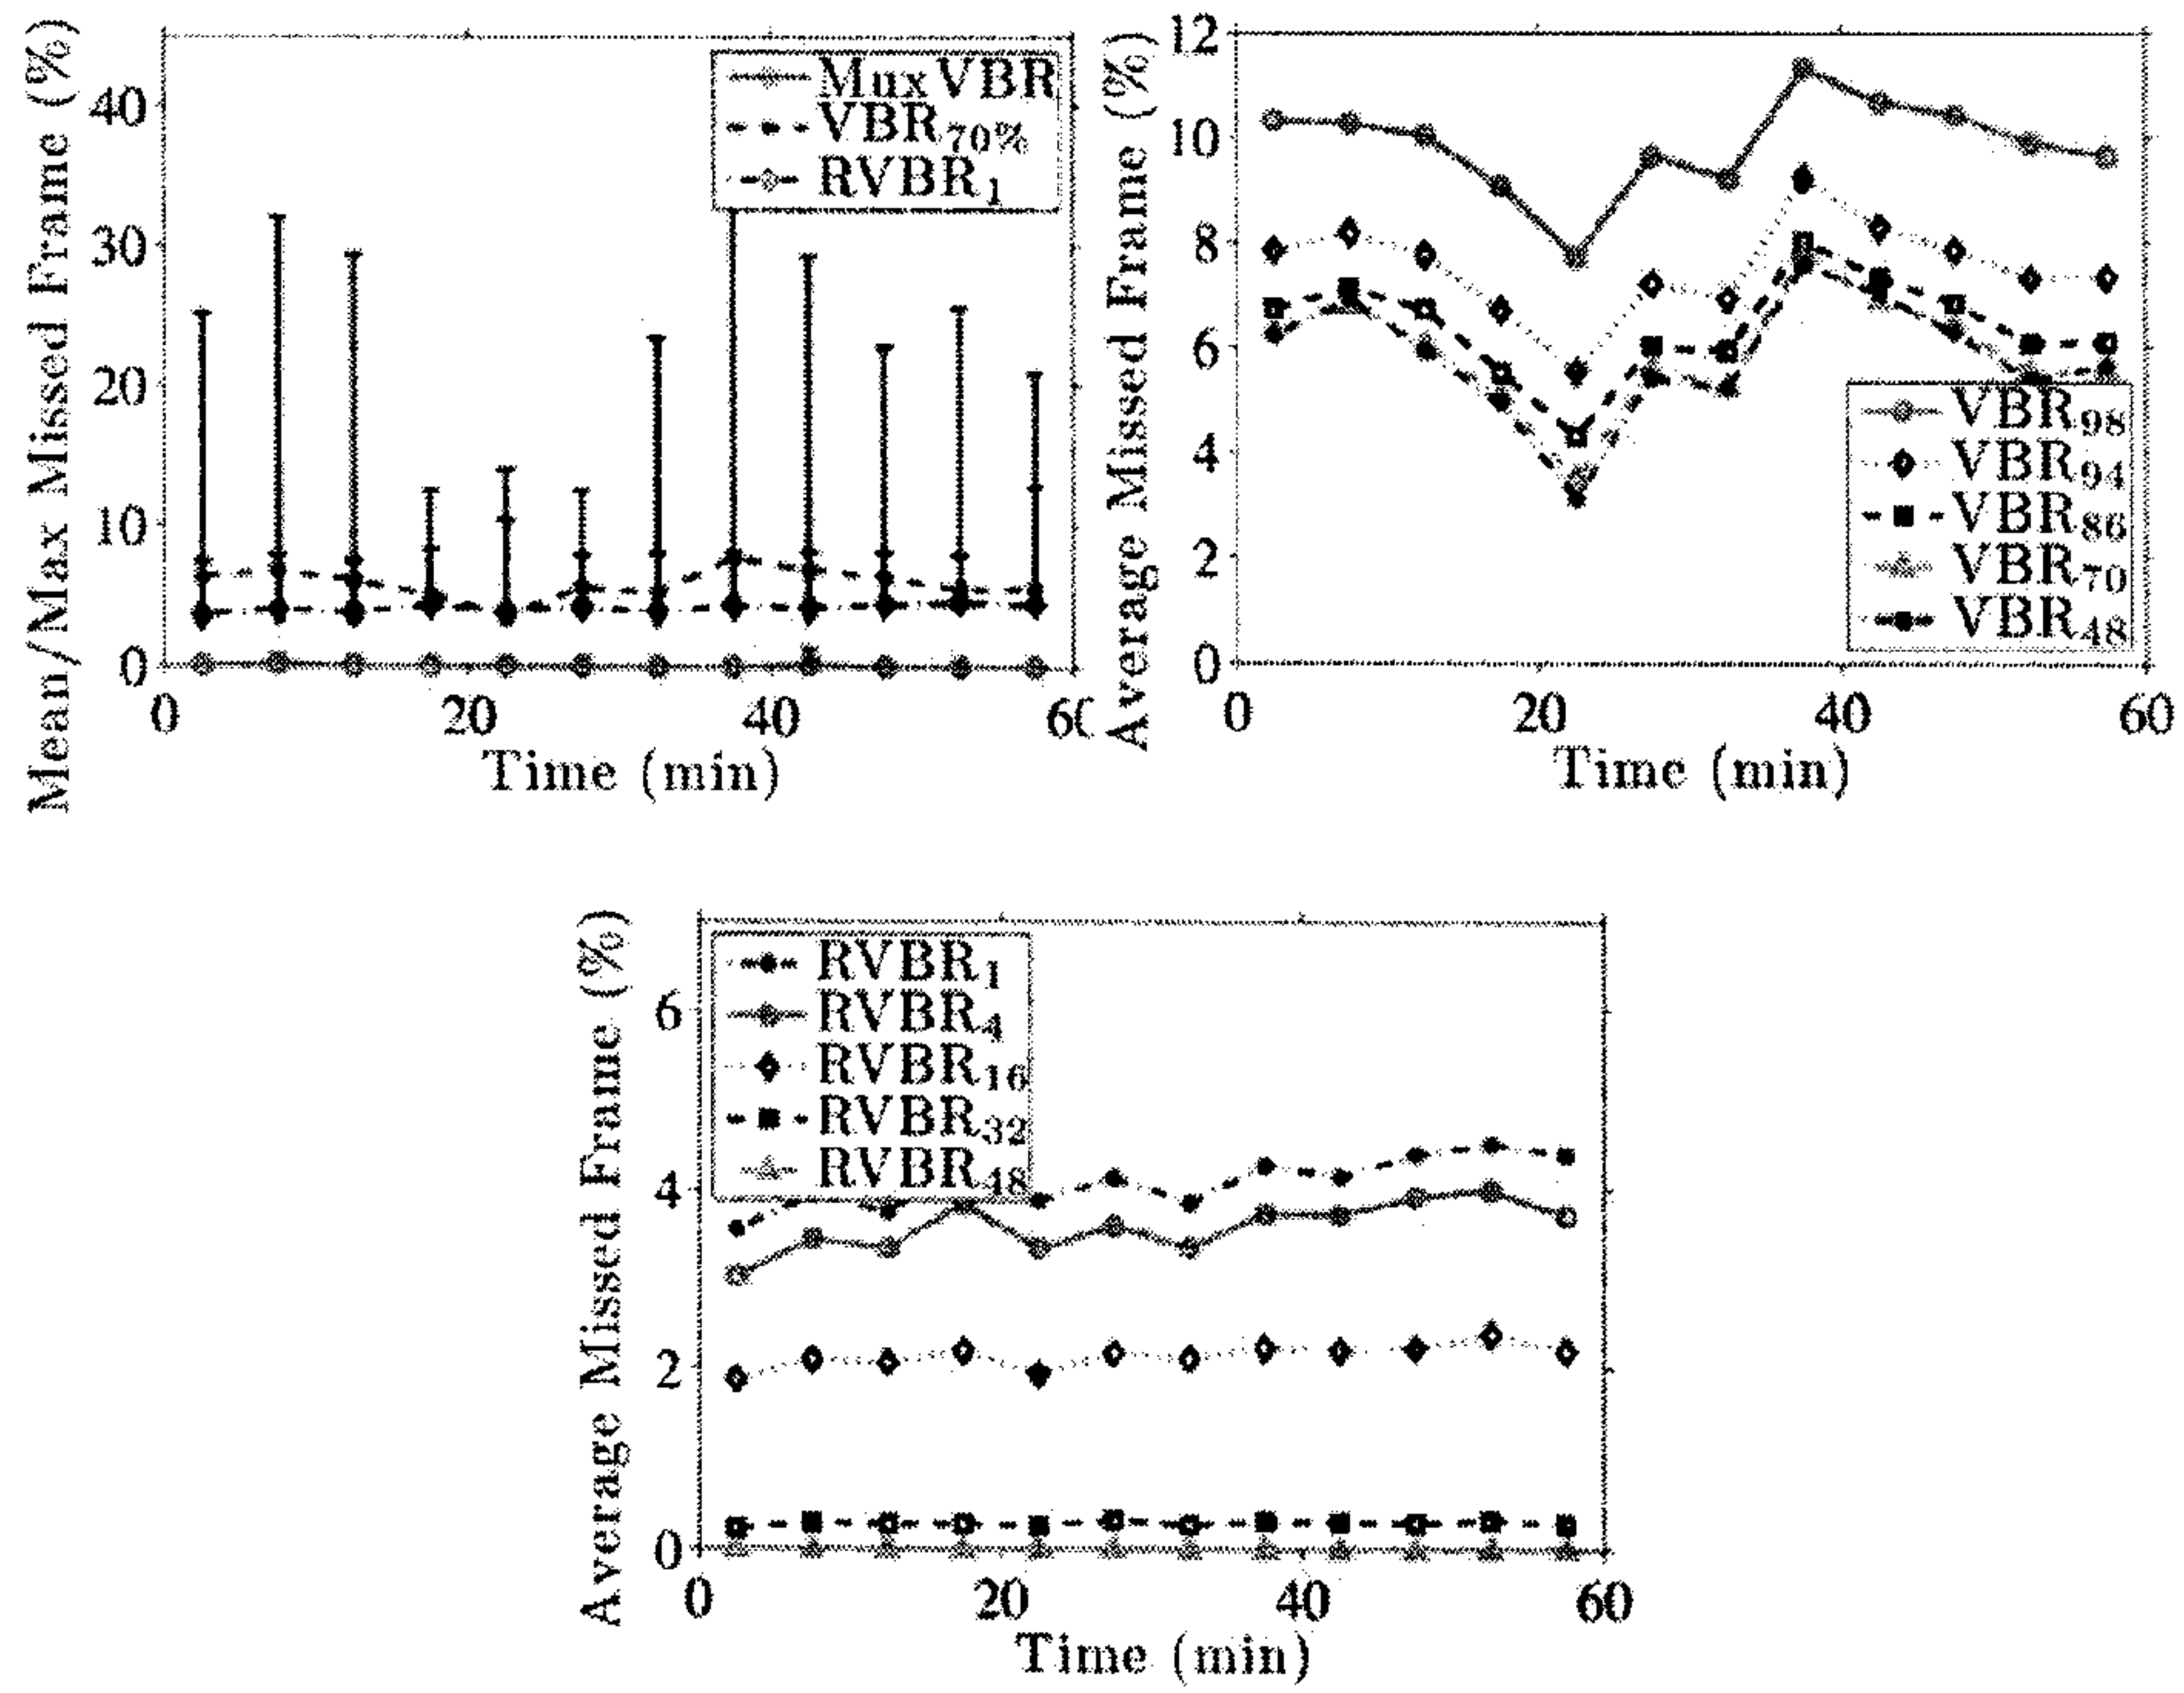 Mean/Max Missed Frame (%)
40
30
20
10
0
0 20 40 60
Time (min)
MuxVBR
VBR70%
RVBR1
Average Missed Frame (%)
12
10
8
6
4
2
0
0 20 40 60
Time (min)
VBR98
VBR94
VBR86
VBR70
VBR48
Average Missed Frame (%)
6
4
2
0
0 20 40 60
Time (min)
RVBR1
RVBR4
RVBR16
RVBR32
RVBR48